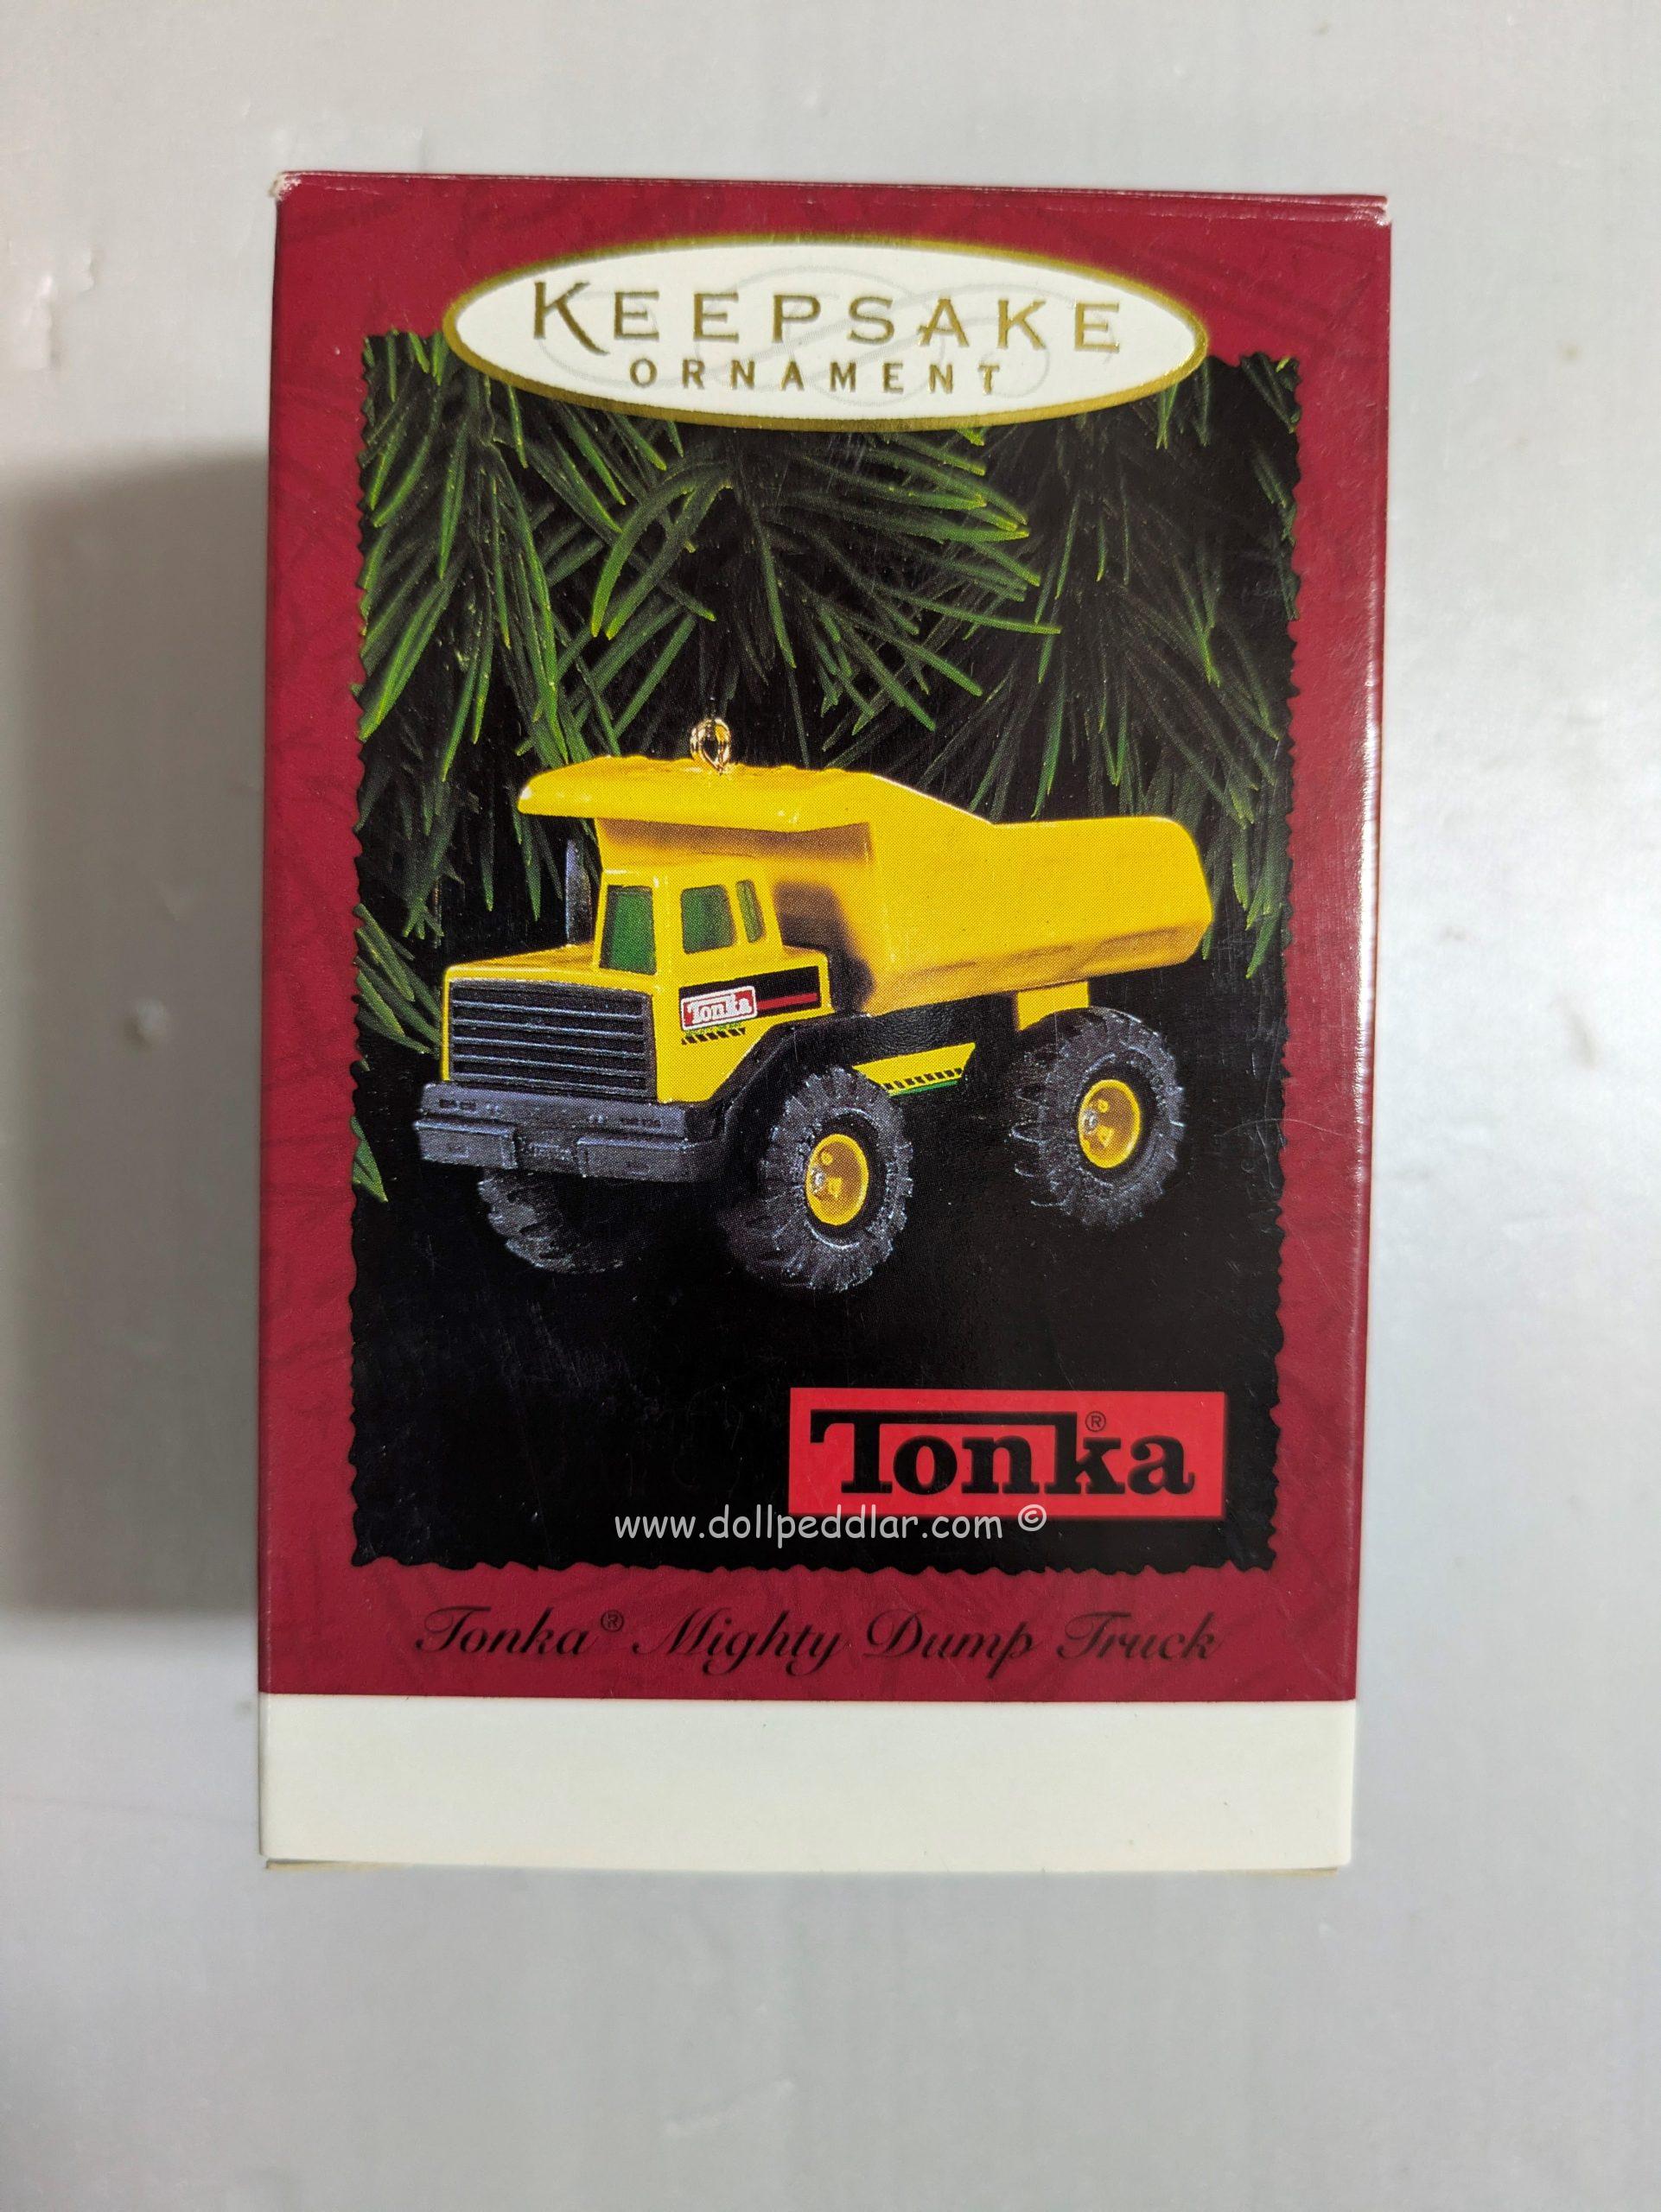 KEEPSAKE
ORNAMENT
Tonka
Tonka®
www.dollpeddlar.com ©
Tonka® Mighty Dump Truck